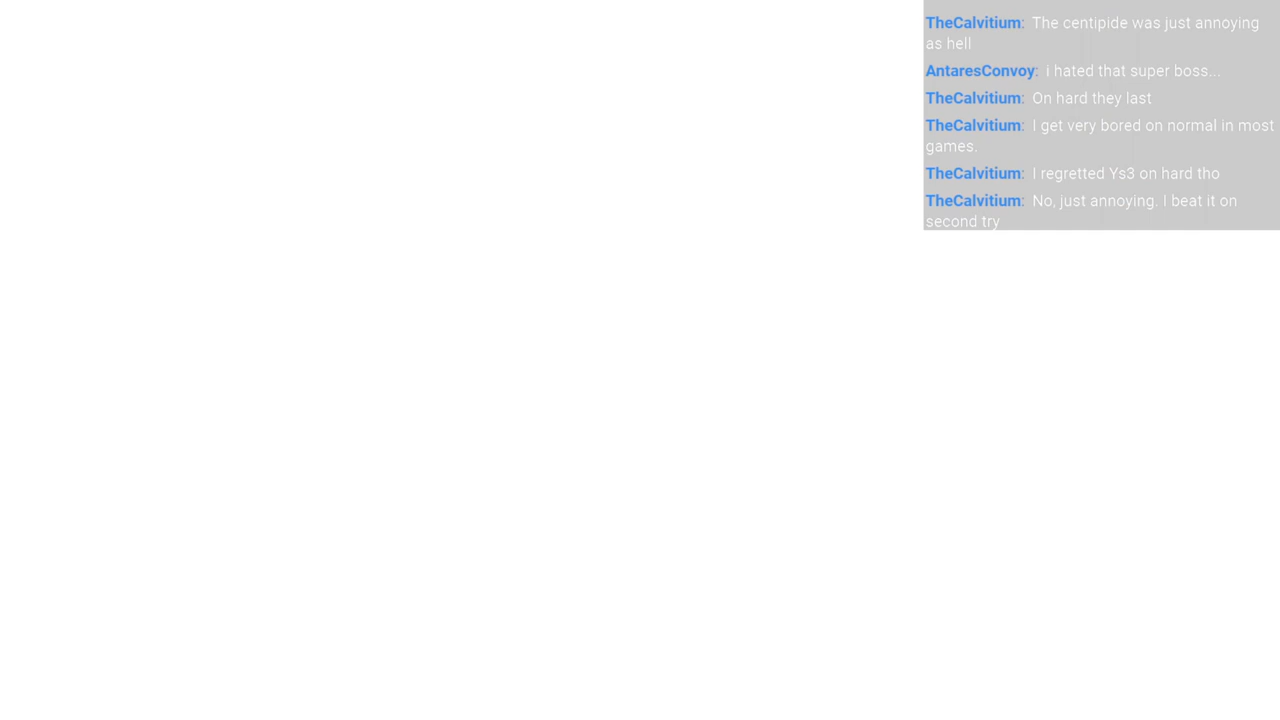 TheCalvitium: The centipide was just annoying
as hell
AntaresConvoy: i hated that super boss...
TheCalvitium: On hard they last
TheCalvitium: I get very bored on normal in most
games.
TheCalvitium: I regretted Ys3 on hard tho
TheCalvitium: No, just annoying. I beat it on
second try